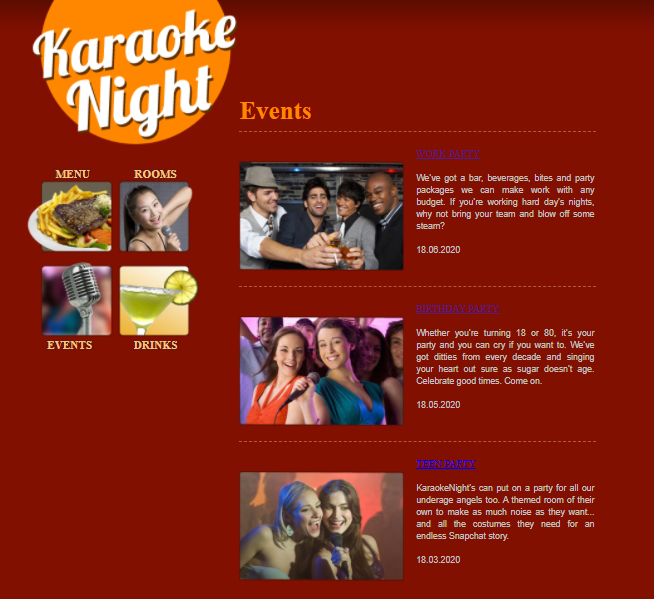 Karaoke
Night
MENU
ROOMS
EVENTS
DRINKS
Events
WORK PARTY
We've got a bar, beverages, bites and party
packages we can make work with any
budget. If you're working hard day's nights,
why not bring your team and blow off some
steam?
18.06.2020
BIRTHDAY PARTY
Whether you're turning 18 or 80, it's your
party and you can cry if you want to. We've
got ditties from every decade and singing
your heart out sure as sugar doesn't age.
Celebrate good times. Come on.
18.05.2020
TEEN PARTY
KaraokeNight's can put on a party for all our
underage angels too. A themed room of their
own to make as much noise as they want...
and all the costumes they need for an
endless Snapchat story.
18.03.2020